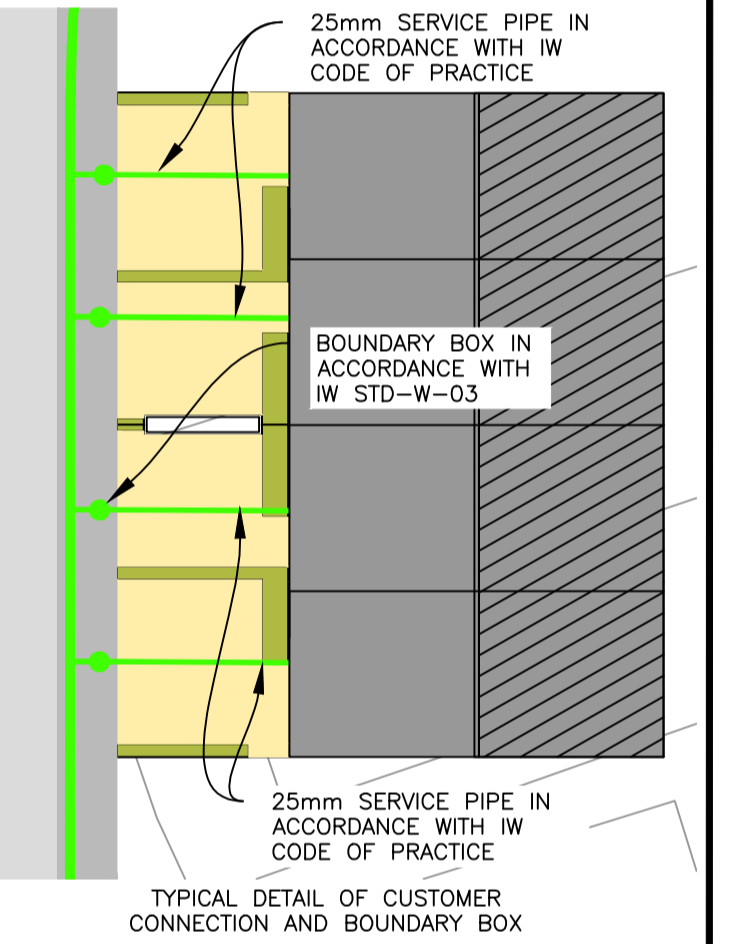 25mm SERVICE PIPE IN
ACCORDANCE WITH IW
CODE OF PRACTICE
BOUNDARY BOX IN
ACCORDANCE WITH
IW STD-W-03
25mm SERVICE PIPE IN
ACCORDANCE WITH IW
CODE OF PRACTICE
TYPICAL DETAIL OF CUSTOMER
CONNECTION AND BOUNDARY BOX